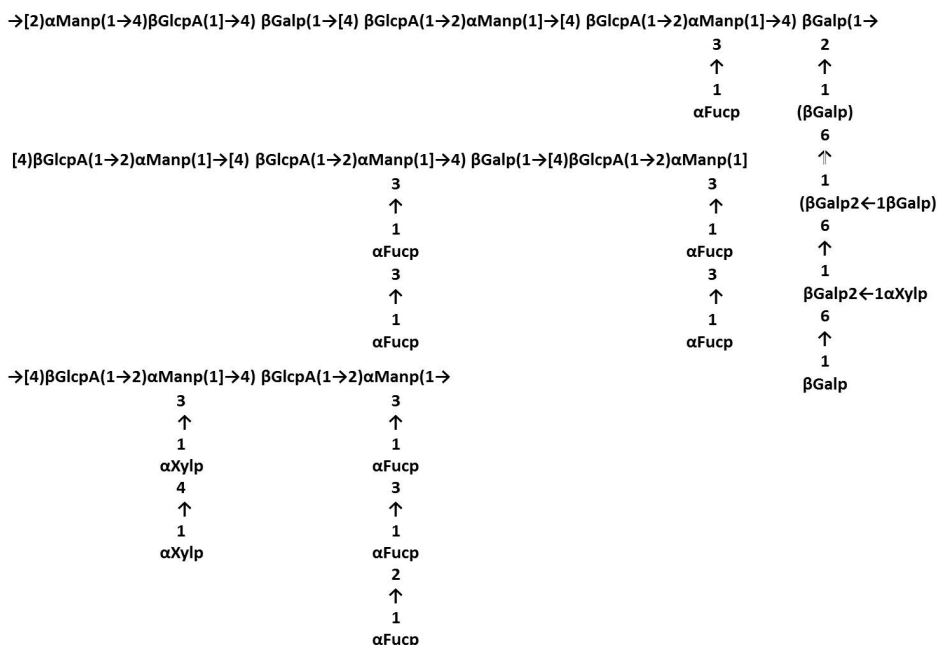 →[2)αManp(1→4)βGlcpA(1]→4) βGalp(1→[4) βGlcpA(1→2)αManp(1]→[4) βGlcpA(1→2)αManp(1]→4) βGalp(1→
3 2
↑ ↑
1 1
αFucp (βGalp)
6
[4)βGlcpA(1→2)αManp(1]→[4) βGlcpA(1→2)αManp(1]→4) βGalp(1→[4)βGlcpA(1→2)αManp(1] ↑
3 3 1
↑ ↑ (βGalp2←1βGalp)
1 1 6
αFucp αFucp ↑
3 3 1
↑ ↑ βGalp2←1αXylp
1 1 6
αFucp αFucp ↑
1
→[4)βGlcpA(1→2)αManp(1]→4) βGlcpA(1→2)αManp(1→ βGalp
3 3
↑ ↑
1 1
αXylp αFucp
4 3
↑ ↑
1 1
αXylp αFucp
2
↑
1
αFucp